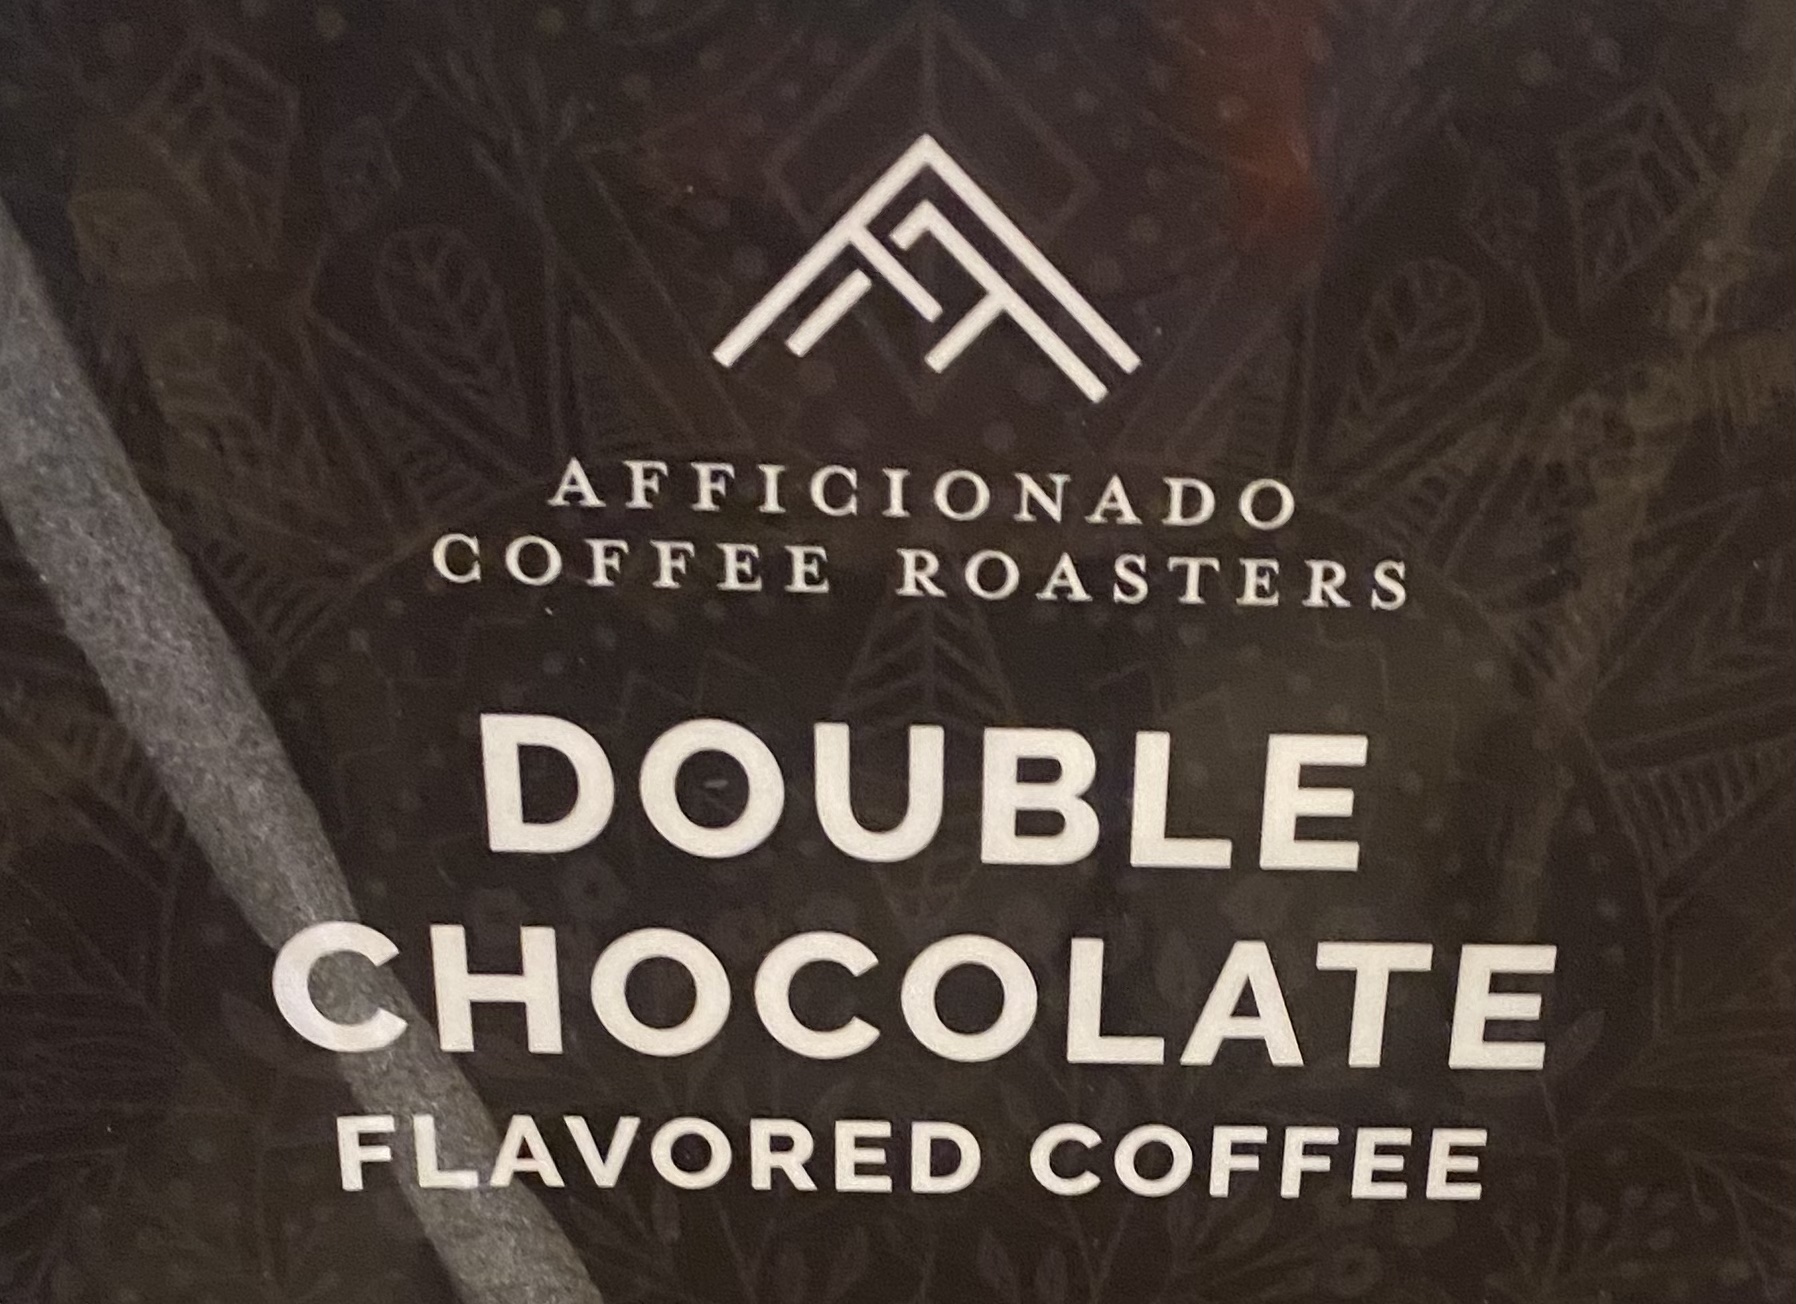 AFFICIONADO
COFFEE ROASTERS
DOUBLE
CHOCOLATE
FLAVORED COFFEE